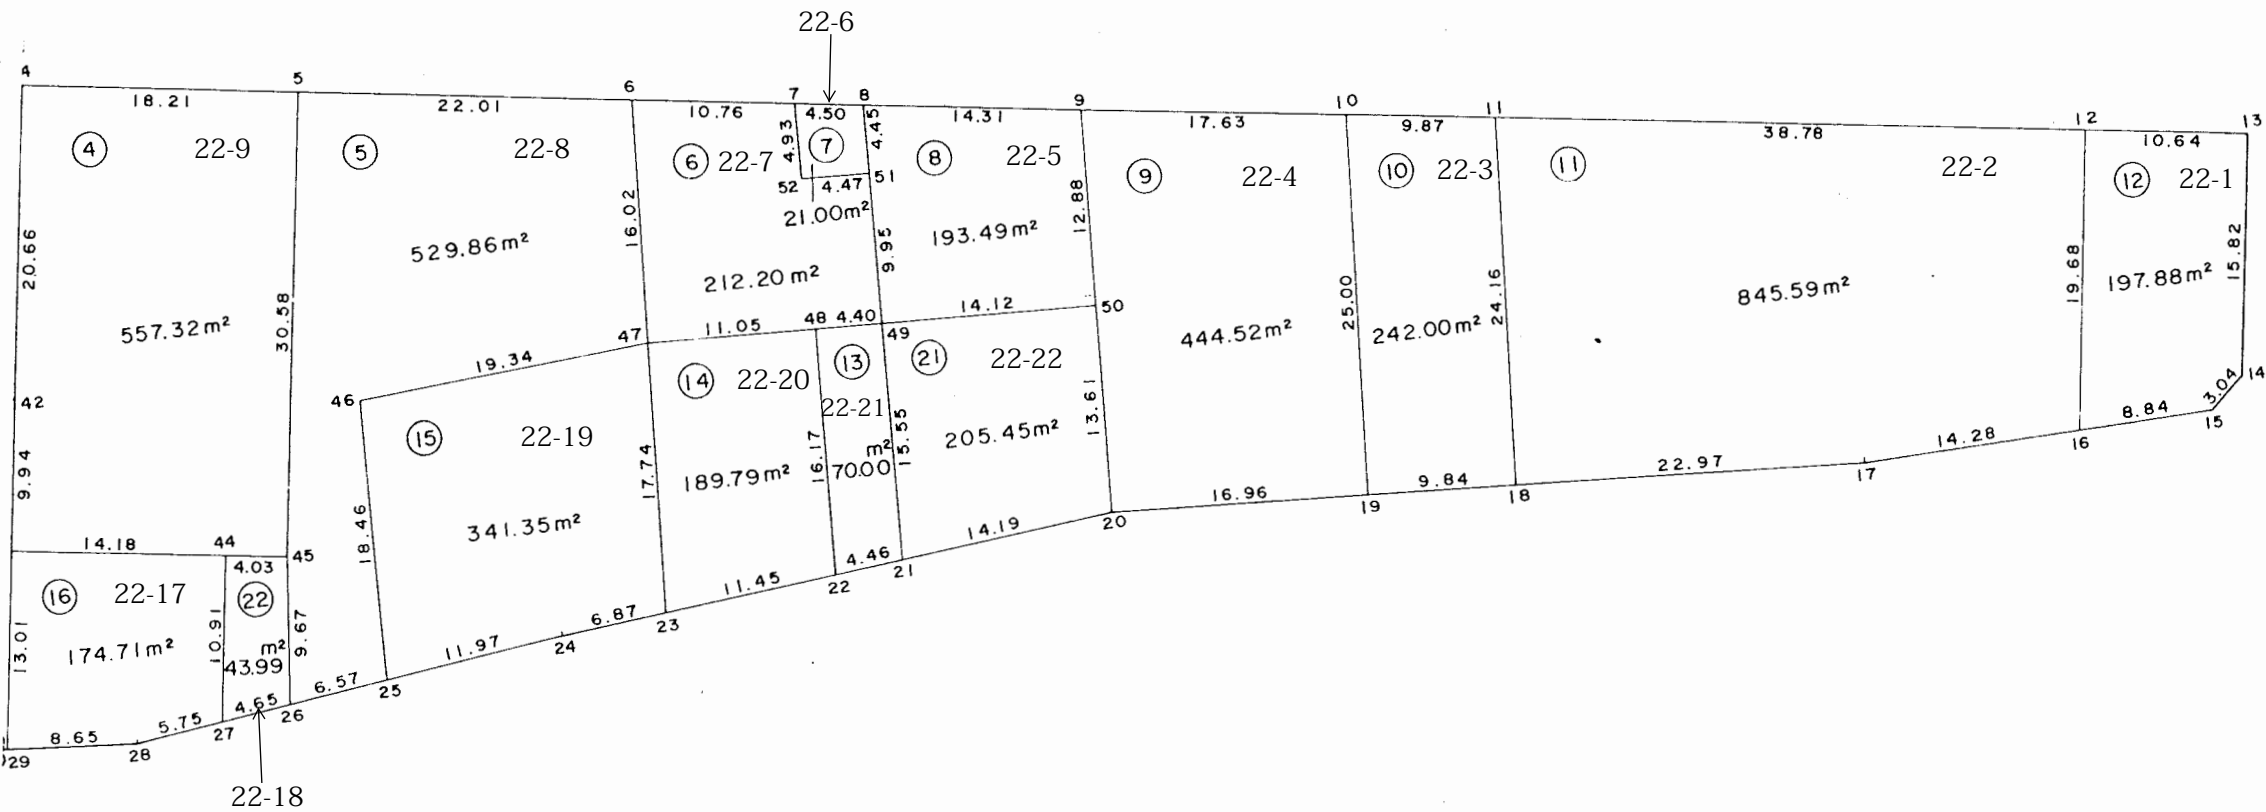 22-6
4 5 6 7 8 9 10 11 12 13
18.21 22.01 10.76 4.50 14.31 17.63 9.87 38.78 10.64
4 22-9 5 22-8 6 22-7 4.93 7 4.45 8 22-5 9 22-4 10 22-3 11 22-2 12 22-1
52 4.47 51
21.00m²
20.66 529.86m² 16.02 9.95 193.49m² 12.88 15.82
212.20m² 19.68 197.88m²
557.32m² 30.58 25.00 24.16 845.59m²
47 11.05 48 4.40 49 14.12 50 444.52m² 242.00m²
19.34
42 46 14 22-20 13 21 22-22 3.04 14
22-21 13.61 8.84 15
15 22-19 15.55 205.45m² 14.28 16
9.94 17.74 189.79m² 16.17 m²
70.00 22.97 17
18.46 341.35m² 16.96 19 9.84 18
14.18 44 45 14.19 20
4.03 4.46 21
16 22-17 22 11.45 22
13.01 174.71m² 10.91 m² 9.67 6.87 23
43.99 11.97 24
6.57 25
5.75 4.65 26
8.65 27
29 28
22-18